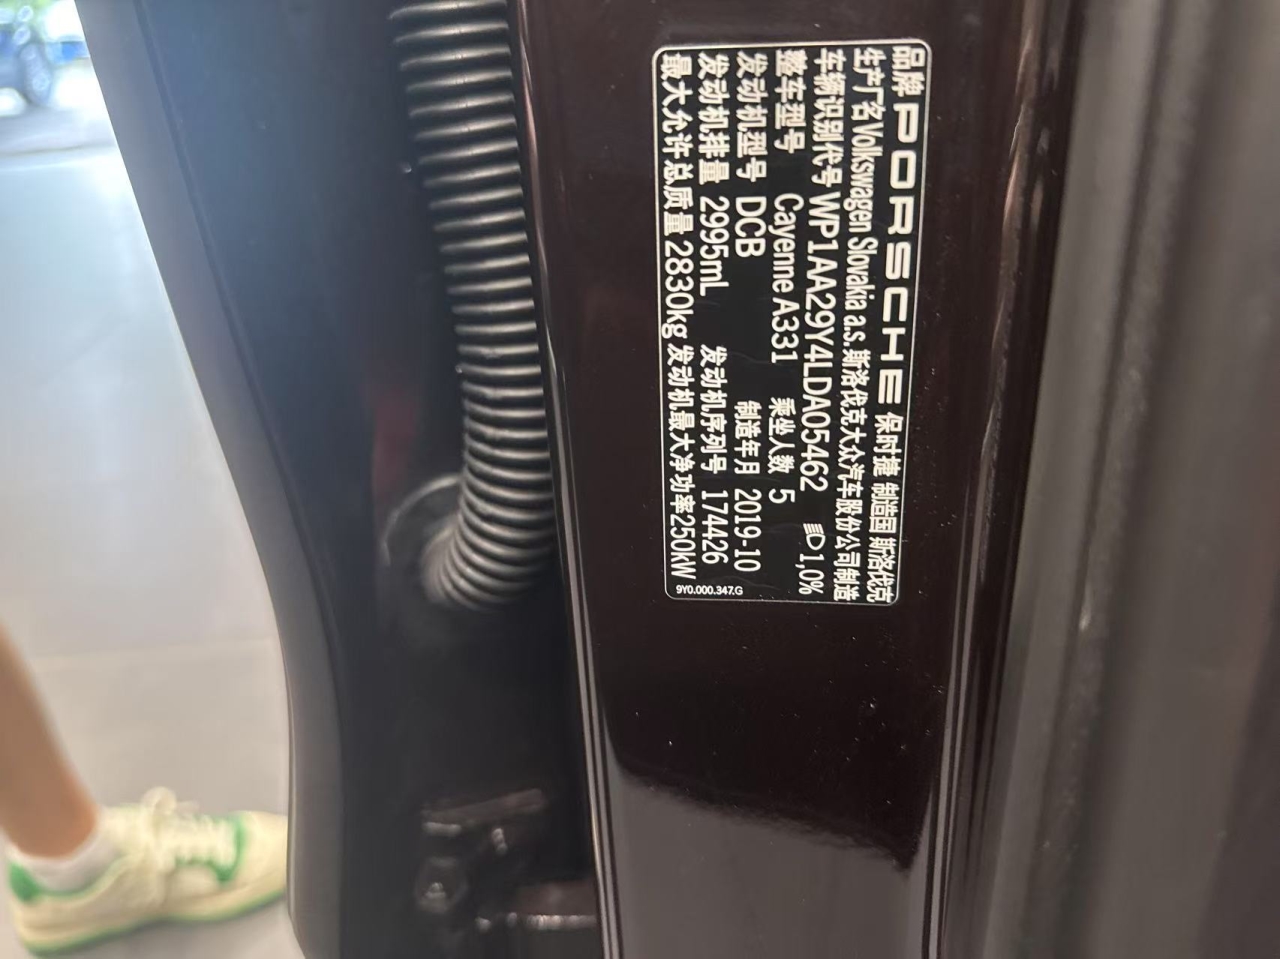 品牌 PORSCHE 保时捷 制造国 斯洛伐克
生产厂名 Volkswagen Slovakia a.s. 斯洛伐克大众汽车股份公司制造
车辆识别代号 WP1AA29Y4LDA05462 1,0%
整车型号 Cayenne A331 乘坐人数 5
发动机型号 DCB 制造年月 2019-10
发动机排量 2995mL 发动机序列号 174426
最大允许总质量 2830kg 发动机最大净功率250kW
9Y0.000.347.G